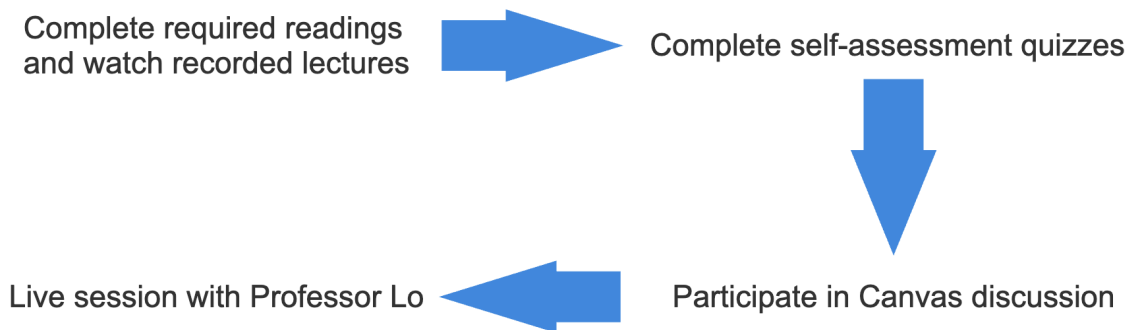 Complete required readings
and watch recorded lectures
Complete self-assessment quizzes
Participate in Canvas discussion
Live session with Professor Lo